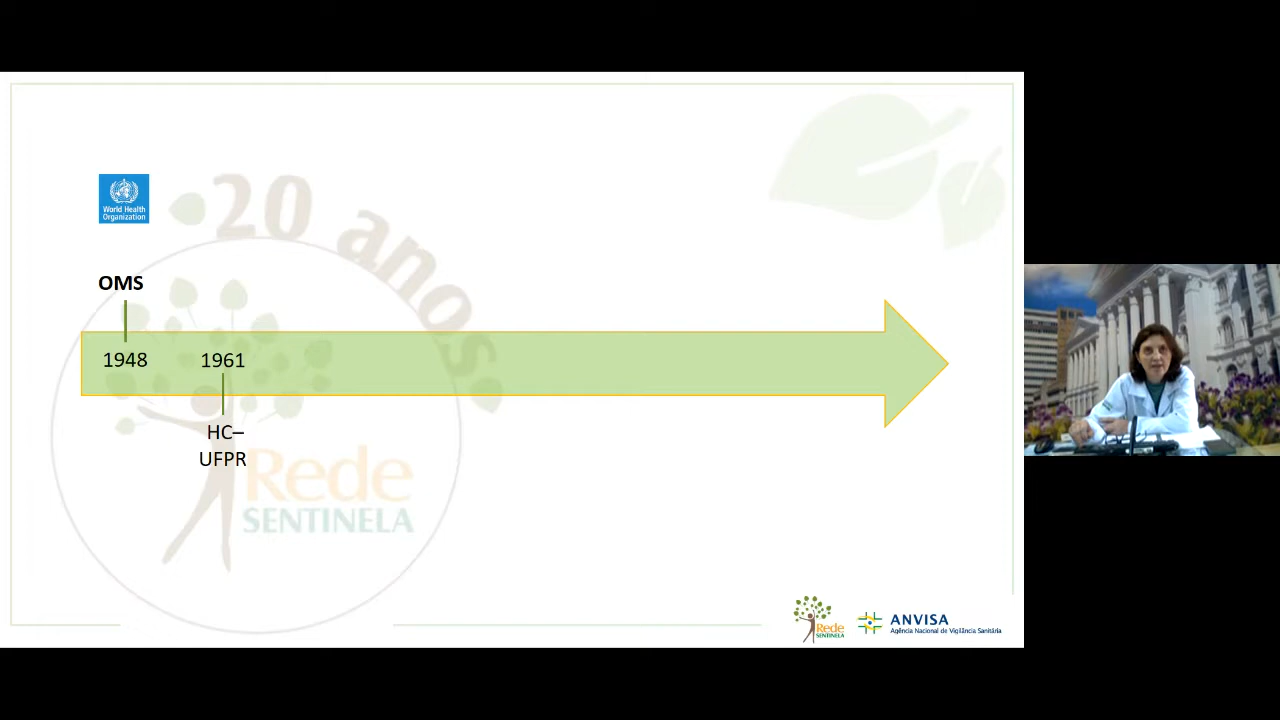 World Health
Organization
20 anos
OMS
1948
1961
HC–
UFPR
Rede
SENTINELA
Rede
SENTINELA
ANVISA
Agência Nacional de Vigilância Sanitária